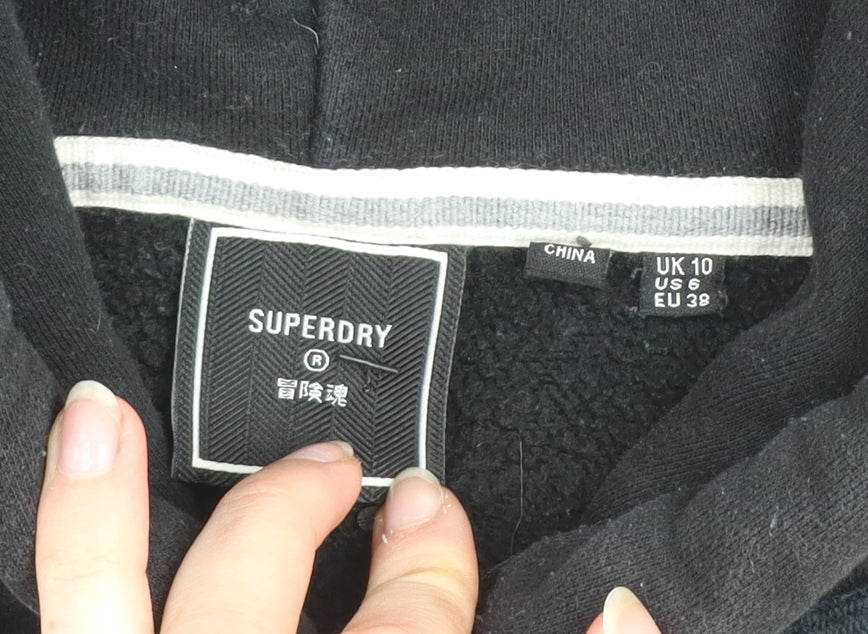 SUPERDRY
®
冒険魂
CHINA
UK 10
US 6
EU 38